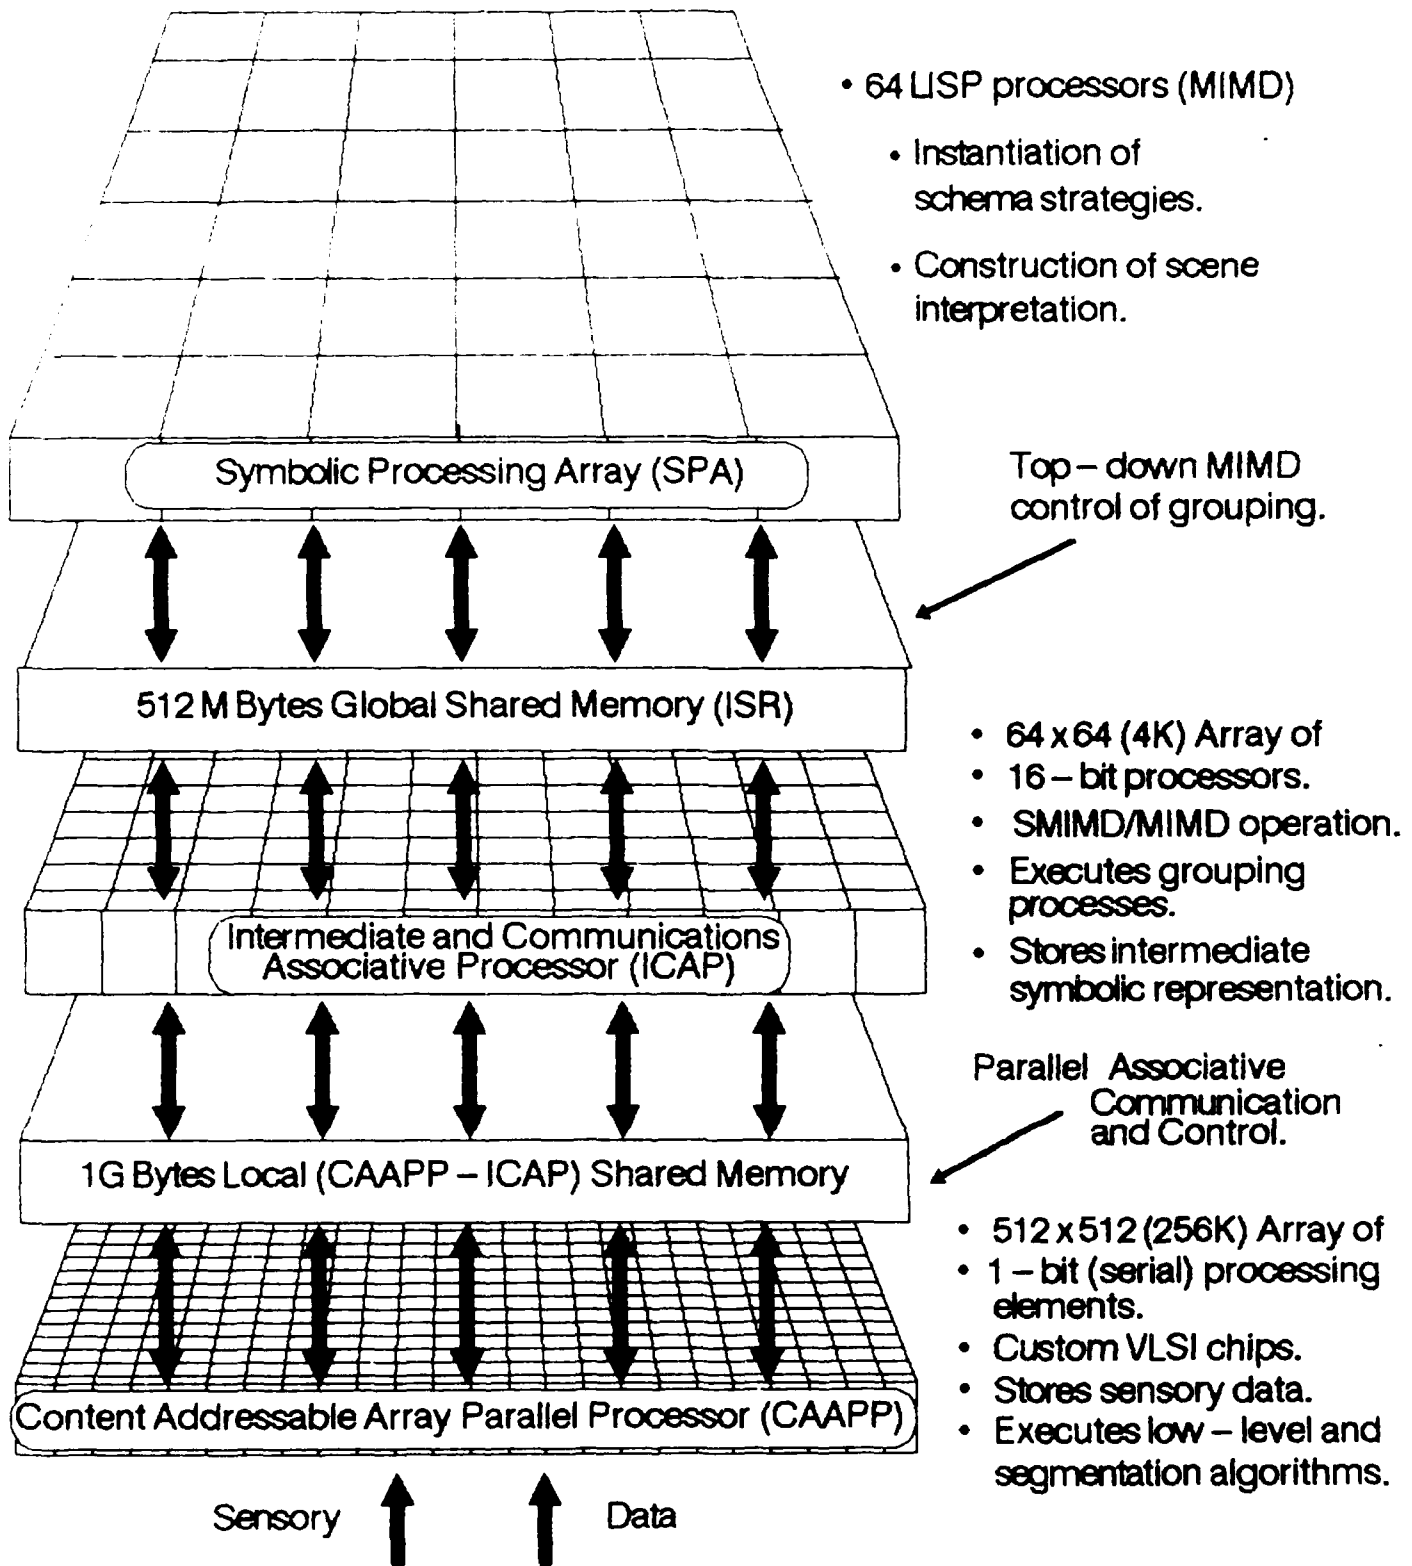 • 64 LISP processors (MIMD)
• Instantiation of
schema strategies.
• Construction of scene
interpretation.
Symbolic Processing Array (SPA)
Top – down MIMD
control of grouping.
512 M Bytes Global Shared Memory (ISR)
• 64 x 64 (4K) Array of
• 16 – bit processors.
• SMIMD/MIMD operation.
• Executes grouping
processes.
• Stores intermediate
symbolic representation.
Intermediate and Communications
Associative Processor (ICAP)
Parallel Associative
Communication
and Control.
1G Bytes Local (CAAPP – ICAP) Shared Memory
• 512 x 512 (256K) Array of
• 1 – bit (serial) processing
elements.
• Custom VLSI chips.
• Stores sensory data.
• Executes low – level and
segmentation algorithms.
Content Addressable Array Parallel Processor (CAAPP)
Sensory Data